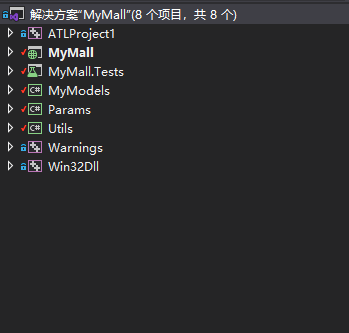 解决方案"MyMall"(8 个项目，共 8 个)
ATLProject1
MyMall
MyMall.Tests
C# MyModels
C# Params
C# Utils
Warnings
Win32Dll